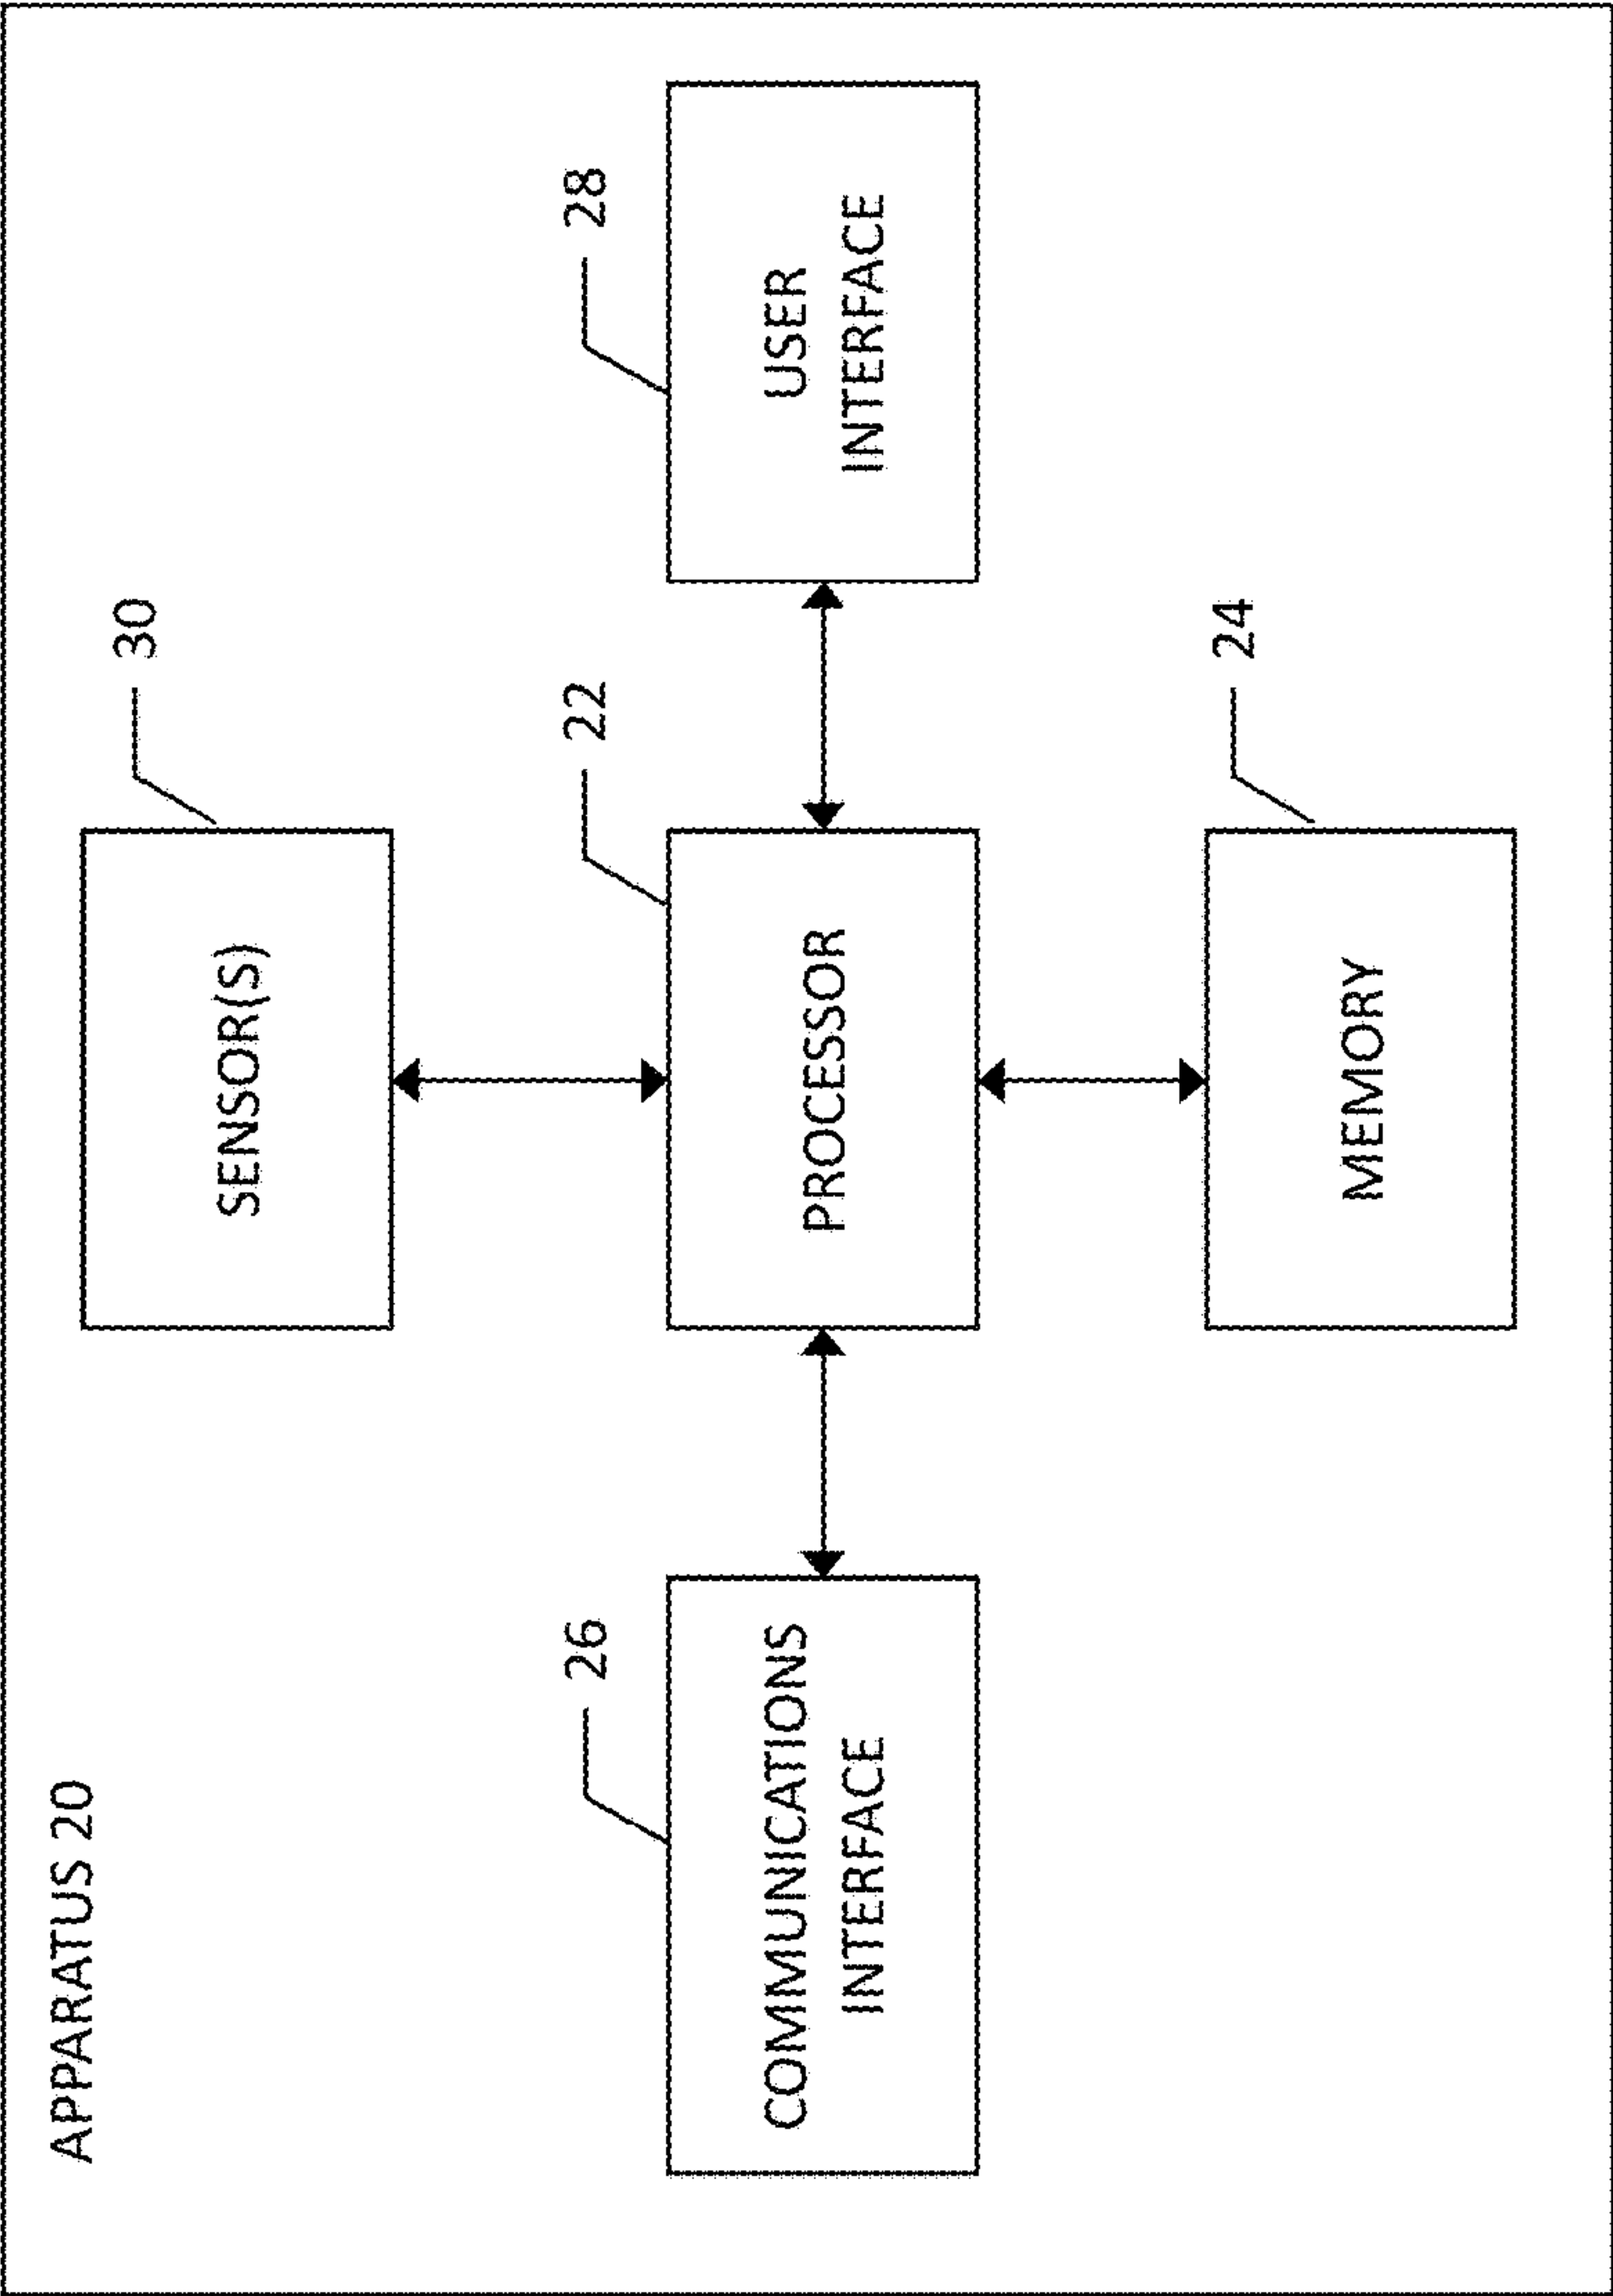 APPARATUS 20
30
SENSOR(S)
26
22
28
COMMUNICATIONS
INTERFACE
PROCESSOR
USER
INTERFACE
24
MEMORY